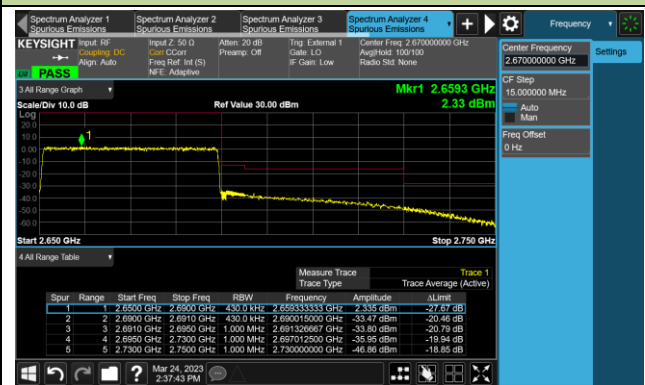 Spectrum Analyzer 1
Spurious Emissions
Spectrum Analyzer 2
Spurious Emissions
Spectrum Analyzer 3
Spurious Emissions
Spectrum Analyzer 4
Spurious Emissions
Frequency
KEYSIGHT
Input: RF
Coupling: DC
Align: Auto
Input Z: 50 Ω
Corr CCorr
Freq Ref: Int (S)
NFE: Adaptive
Atten: 20 dB
Preamp: Off
Trig: External 1
Gate: LO
IF Gain: Low
Center Freq: 2.670000000 GHz
Avg|Hold: 100/100
Radio Std: None
PASS
Center Frequency
2.670000000 GHz
Settings
CF Step
15.000000 MHz
Auto
Man
Freq Offset
0 Hz
3 All Range Graph
Mkr1 2.6593 GHz
Scale/Div 10.0 dB
Ref Value 30.00 dBm
2.33 dBm
Log
20.0
10.0
0.00
-10.0
-20.0
-30.0
-40.0
-50.0
-60.0
1
Start 2.650 GHz
Stop 2.750 GHz
4 All Range Table
Measure Trace Trace 1
Trace Type Trace Average (Active)
Spur Range Start Freq Stop Freq RBW Frequency Amplitude ΔLimit
1 1 2.6500 GHz 2.6900 GHz 430.0 kHz 2.659333333 GHz 2.335 dBm -27.67 dB
2 2 2.6900 GHz 2.6910 GHz 430.0 kHz 2.690015000 GHz -33.47 dBm -20.46 dB
3 3 2.6910 GHz 2.6950 GHz 1.000 MHz 2.691326667 GHz -33.80 dBm -20.79 dB
4 4 2.6950 GHz 2.7300 GHz 1.000 MHz 2.697012500 GHz -35.95 dBm -19.94 dB
5 5 2.7300 GHz 2.7500 GHz 1.000 MHz 2.730000000 GHz -46.86 dBm -18.85 dB
Mar 24, 2023
2:37:43 PM